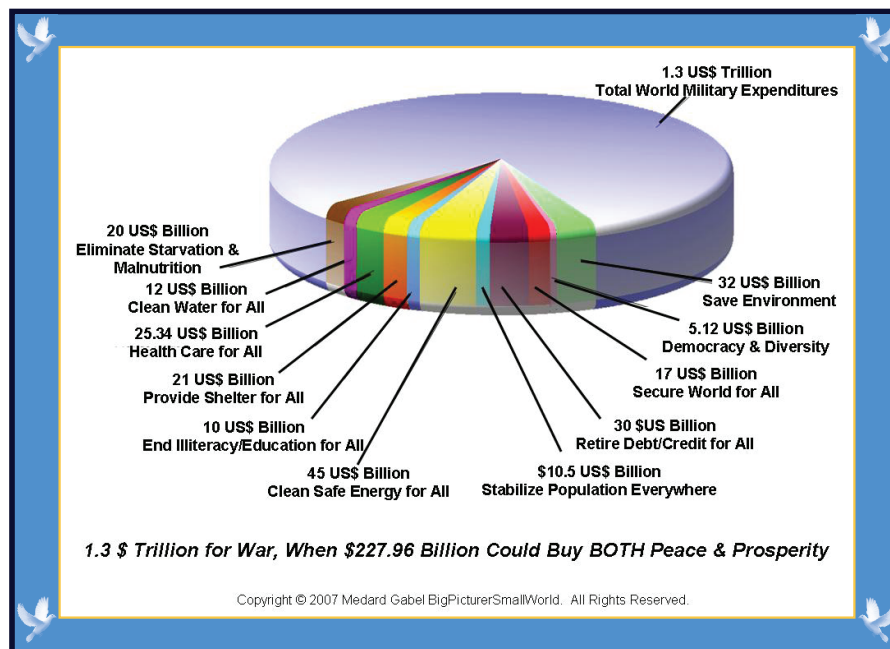 1.3 US$ Trillion
Total World Military Expenditures
20 US$ Billion
Eliminate Starvation &
Malnutrition
12 US$ Billion
Clean Water for All
25.34 US$ Billion
Health Care for All
21 US$ Billion
Provide Shelter for All
10 US$ Billion
End Illiteracy/Education for All
45 US$ Billion
Clean Safe Energy for All
$10.5 US$ Billion
Stabilize Population Everywhere
30 $US Billion
Retire Debt/Credit for All
17 US$ Billion
Secure World for All
5.12 US$ Billion
Democracy & Diversity
32 US$ Billion
Save Environment
1.3 $ Trillion for War, When $227.96 Billion Could Buy BOTH Peace & Prosperity
Copyright © 2007 Medard Gabel BigPicturerSmallWorld. All Rights Reserved.